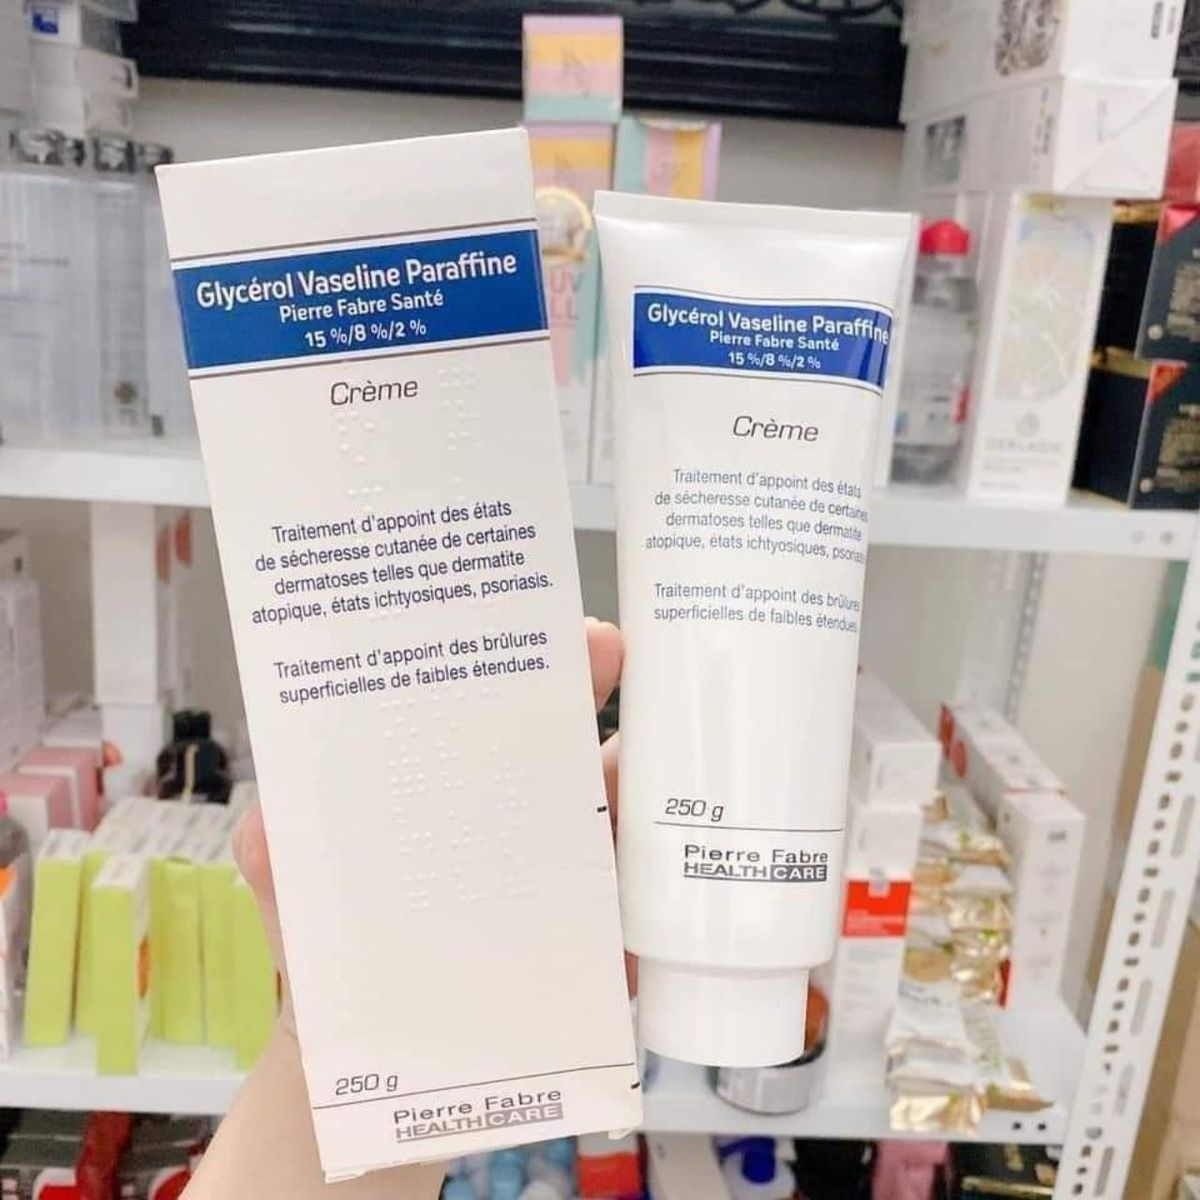 Glycérol Vaseline Paraffine
Pierre Fabre Santé
15 %/8 %/2 %
Crème
Traitement d'appoint des états
de sécheresse cutanée de certaines
dermatoses telles que dermatite
atopique, états ichtyosiques, psoriasis.
Traitement d'appoint des brûlures
superficielles de faibles étendues.
250 g
Pierre Fabre
HEALTH CARE
Glycérol Vaseline Paraffine
Pierre Fabre Santé
15 %/8 %/2 %
Crème
Traitement d'appoint des états
de sécheresse cutanée de certaines
dermatoses telles que dermatite
atopique, états ichtyosiques, psorias
Traitement d'appoint des brûlures
superficielles de faibles étendues
250 g
Pierre Fabre
HEALTH CARE